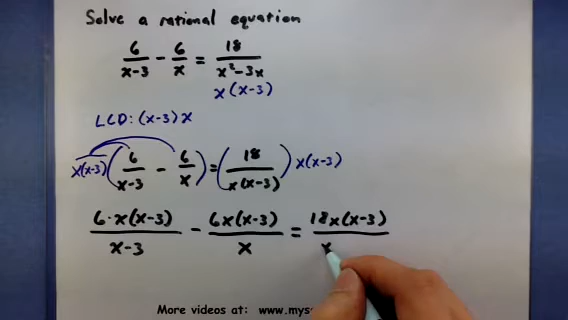 Solve a rational equation
6/(x-3) - 6/x = 18/(x²-3x)
x(x-3)
LCD: (x-3)x
x(x-3)(6/(x-3) - 6/x) = (18/(x(x-3)))x(x-3)
6·x(x-3)/(x-3) - 6x(x-3)/x = 18x(x-3)/x
More videos at: www.mys